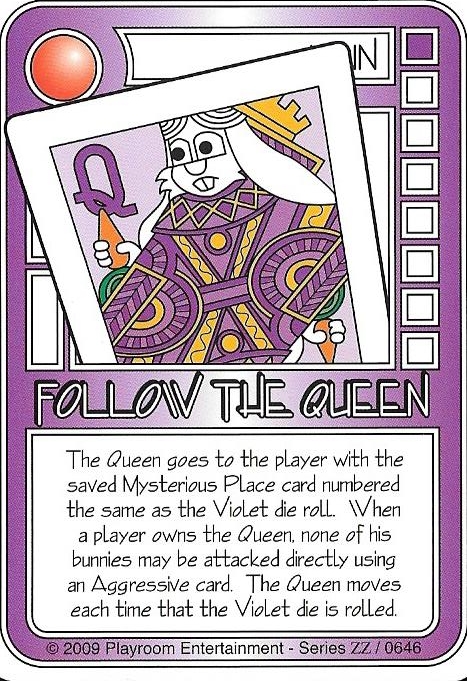 IN
Q
FOLLOW THE QUEEN
The Queen goes to the player with the
saved Mysterious Place card numbered
the same as the Violet die roll. When
a player owns the Queen, none of his
bunnies may be attacked directly using
an Aggressive card. The Queen moves
each time that the Violet die is rolled.
© 2009 Playroom Entertainment - Series ZZ / 0646